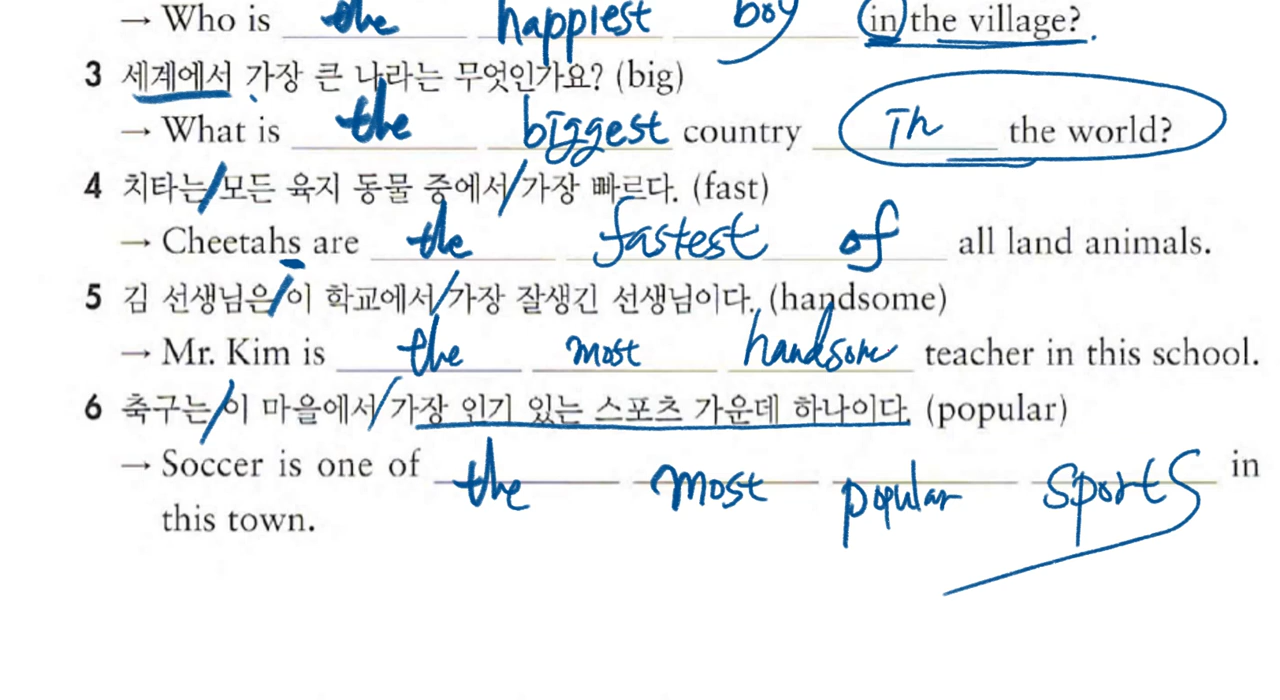 → Who is the happiest boy in the village?
3 세계에서 가장 큰 나라는 무엇인가요? (big)
→ What is the biggest country in the world?
4 치타는/모든 육지 동물 중에서/가장 빠르다. (fast)
→ Cheetahs are the fastest of all land animals.
5 김 선생님은/이 학교에서/가장 잘생긴 선생님이다. (handsome)
→ Mr. Kim is the most handsome teacher in this school.
6 축구는/이 마을에서/가장 인기 있는 스포츠 가운데 하나이다. (popular)
→ Soccer is one of the most popular sports in
this town.